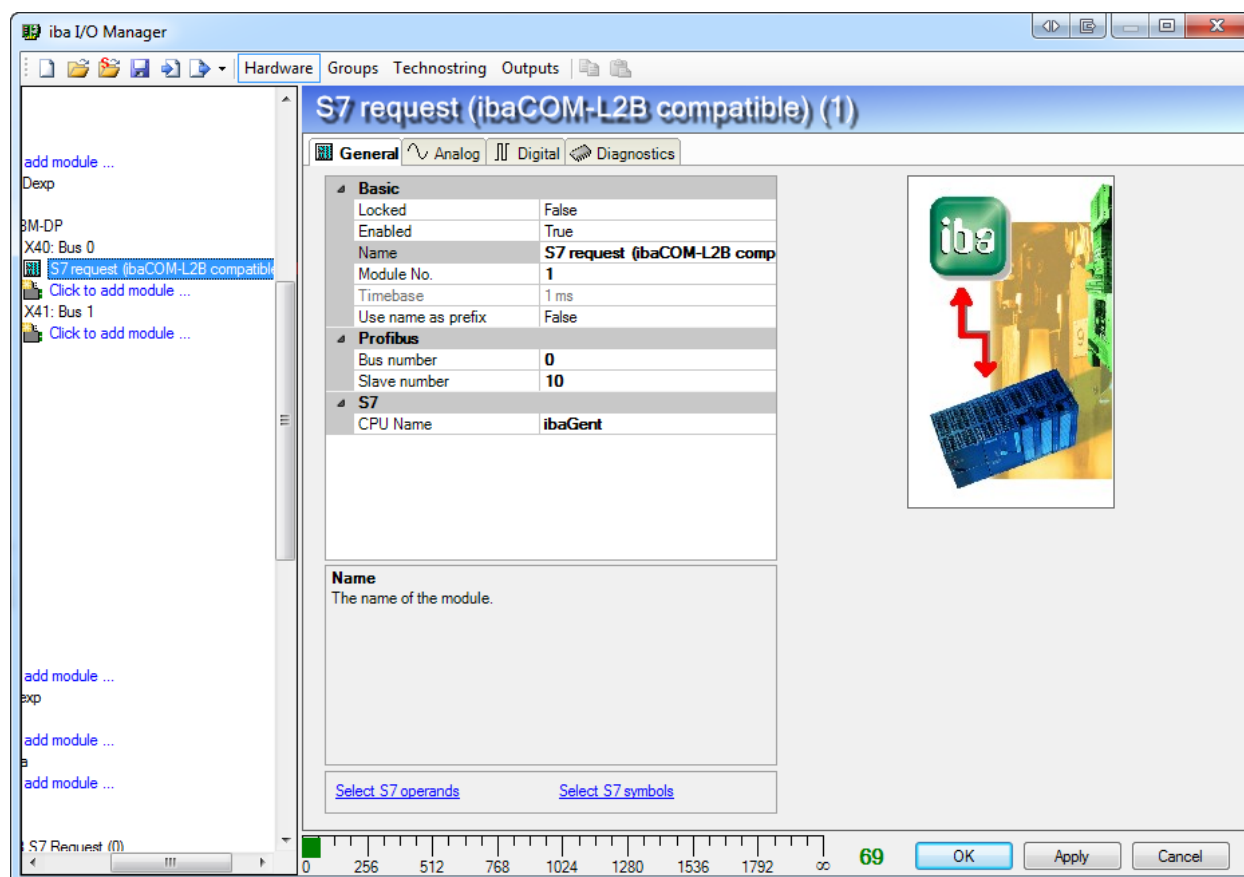 iba I/O Manager
Hardware Groups Technostring Outputs
add module ...
Dexp
BM-DP
X40: Bus 0
S7 request (ibaCOM-L2B compatible
Click to add module ...
X41: Bus 1
Click to add module ...
add module ...
exp
add module ...
a
add module ...
S7 Request (0)
S7 request (ibaCOM-L2B compatible) (1)
General Analog Digital Diagnostics
Basic
Locked False
Enabled True
Name S7 request (ibaCOM-L2B comp
Module No. 1
Timebase 1 ms
Use name as prefix False
Profibus
Bus number 0
Slave number 10
S7
CPU Name ibaGent
iba
Name
The name of the module.
Select S7 operands Select S7 symbols
0 256 512 768 1024 1280 1536 1792 ∞
69
OK Apply Cancel